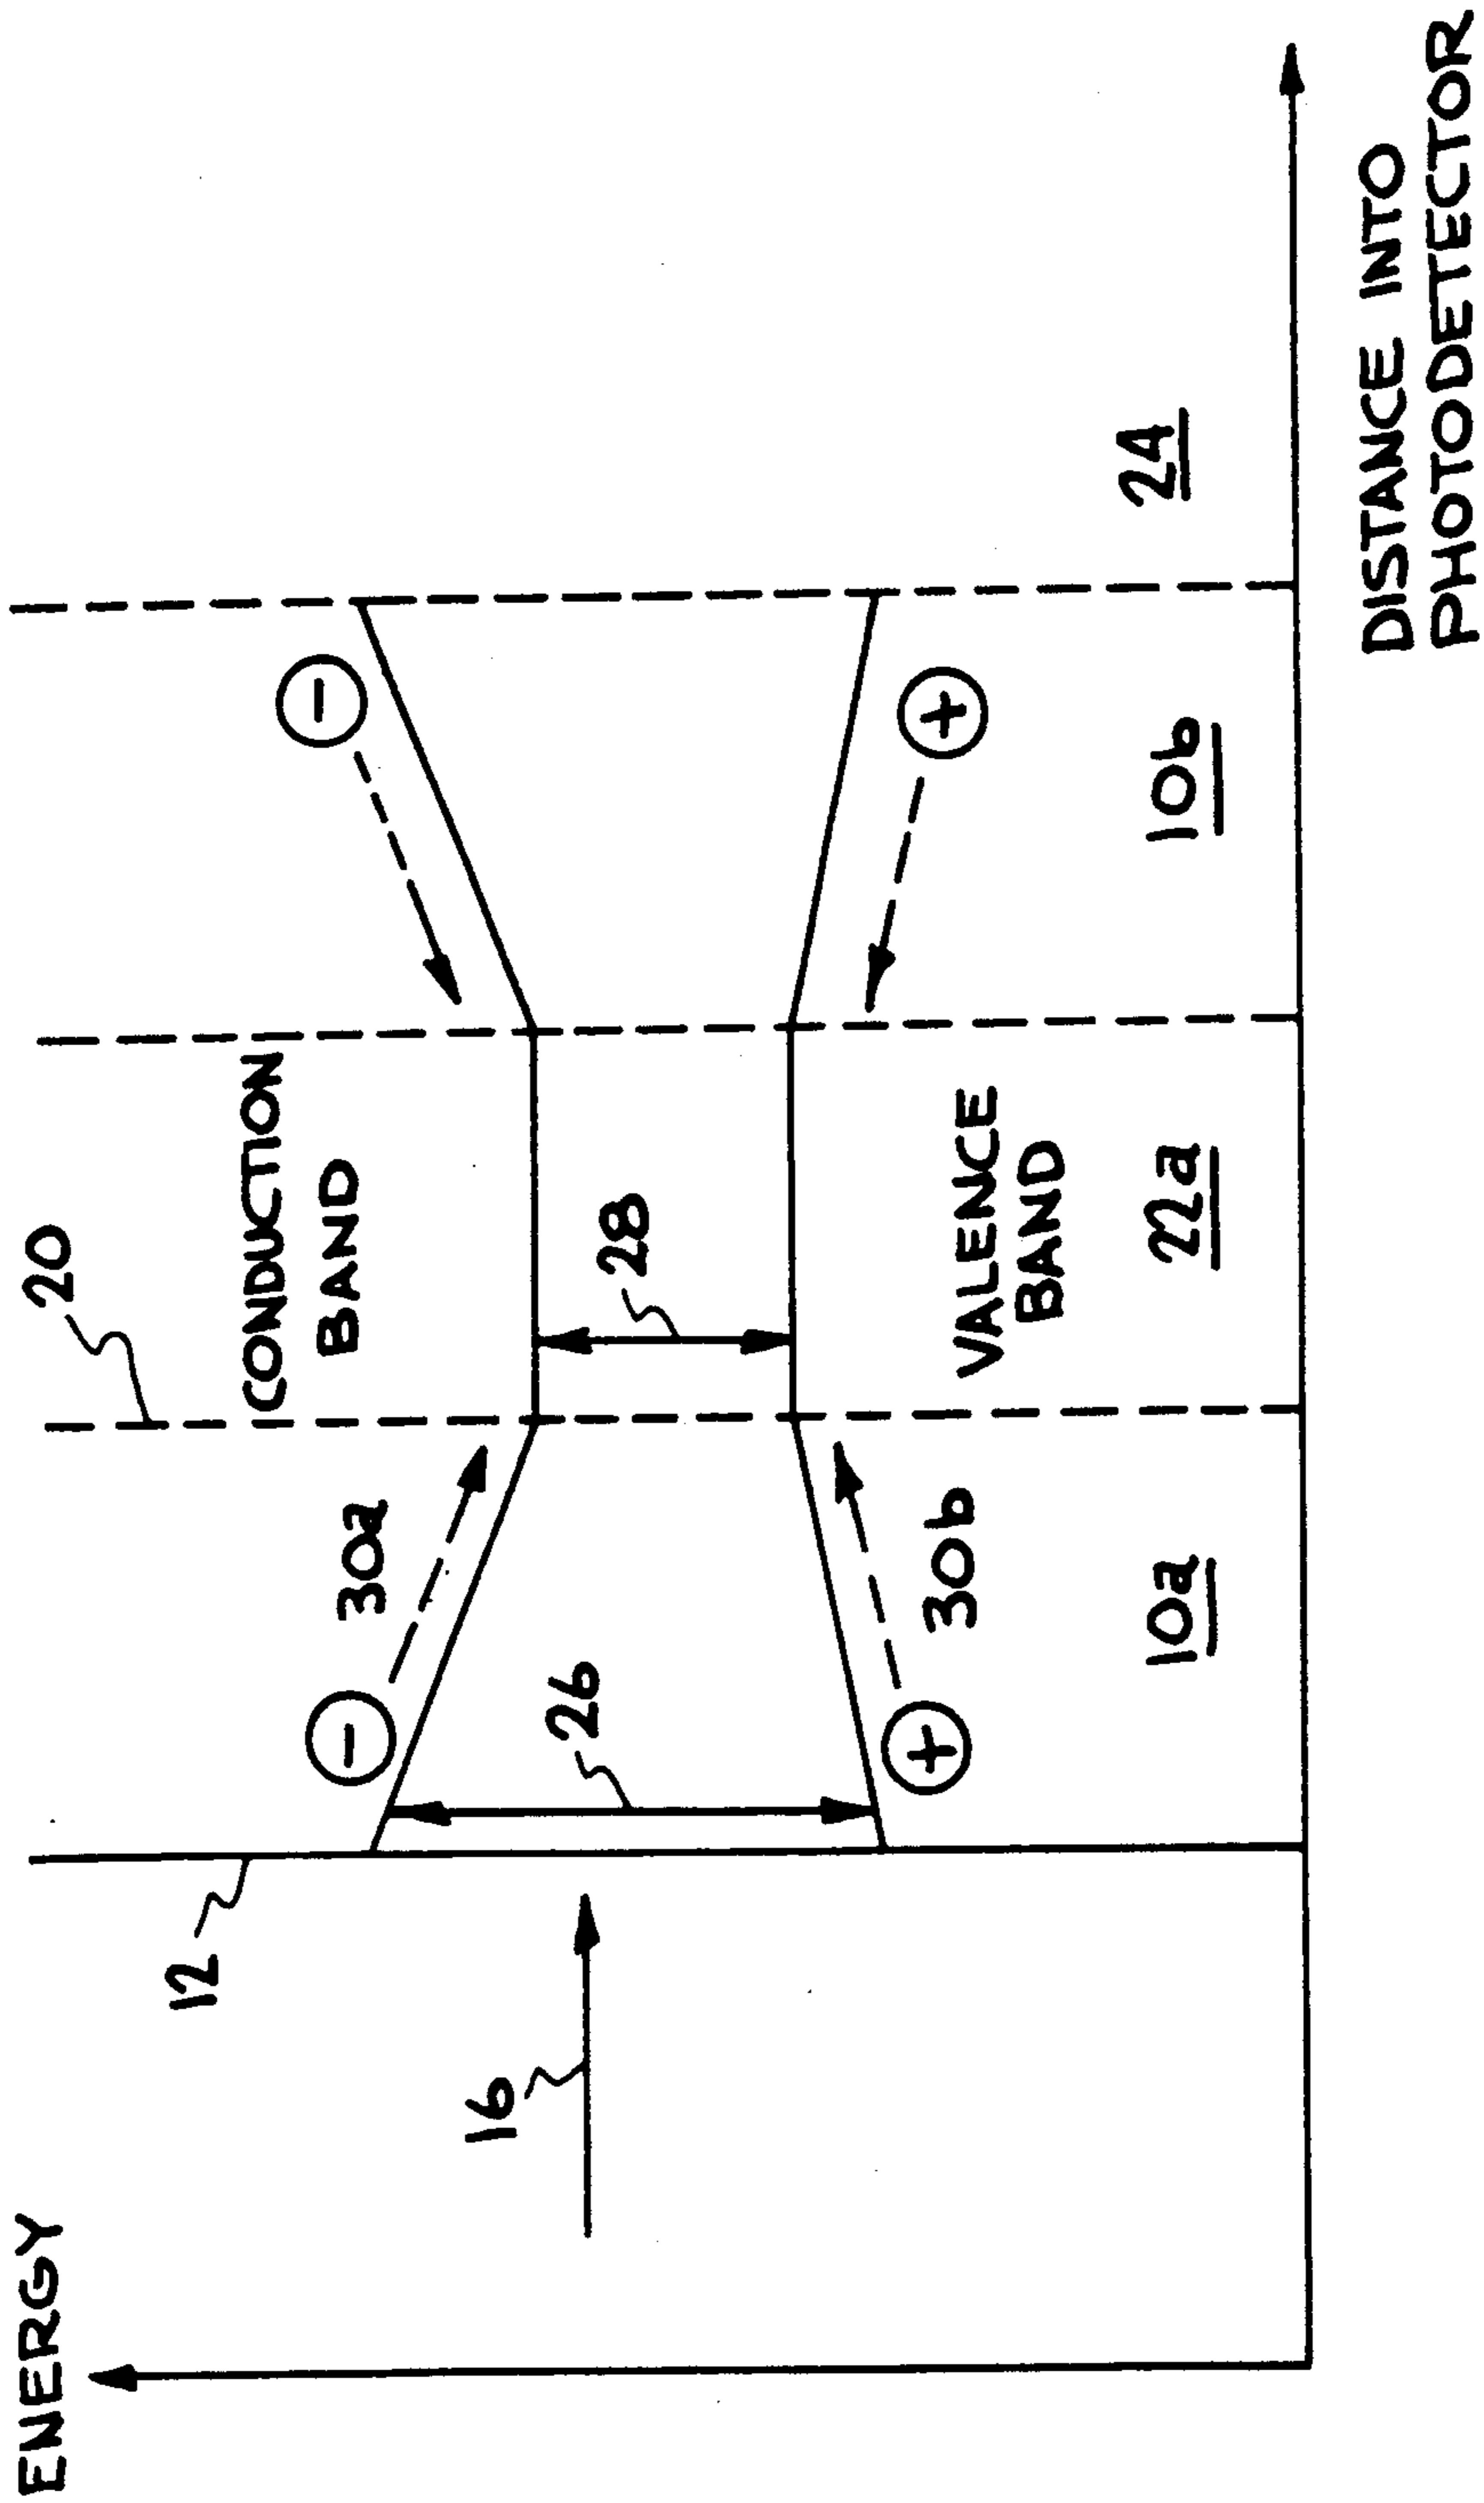 ENERGY
20
12
CONDUCTION
BAND
30a
16
26
28
30b
VALENCE
BAND
10a
22a
10b
24
DISTANCE INTO
PHOTODETECTOR
−
−
+
+